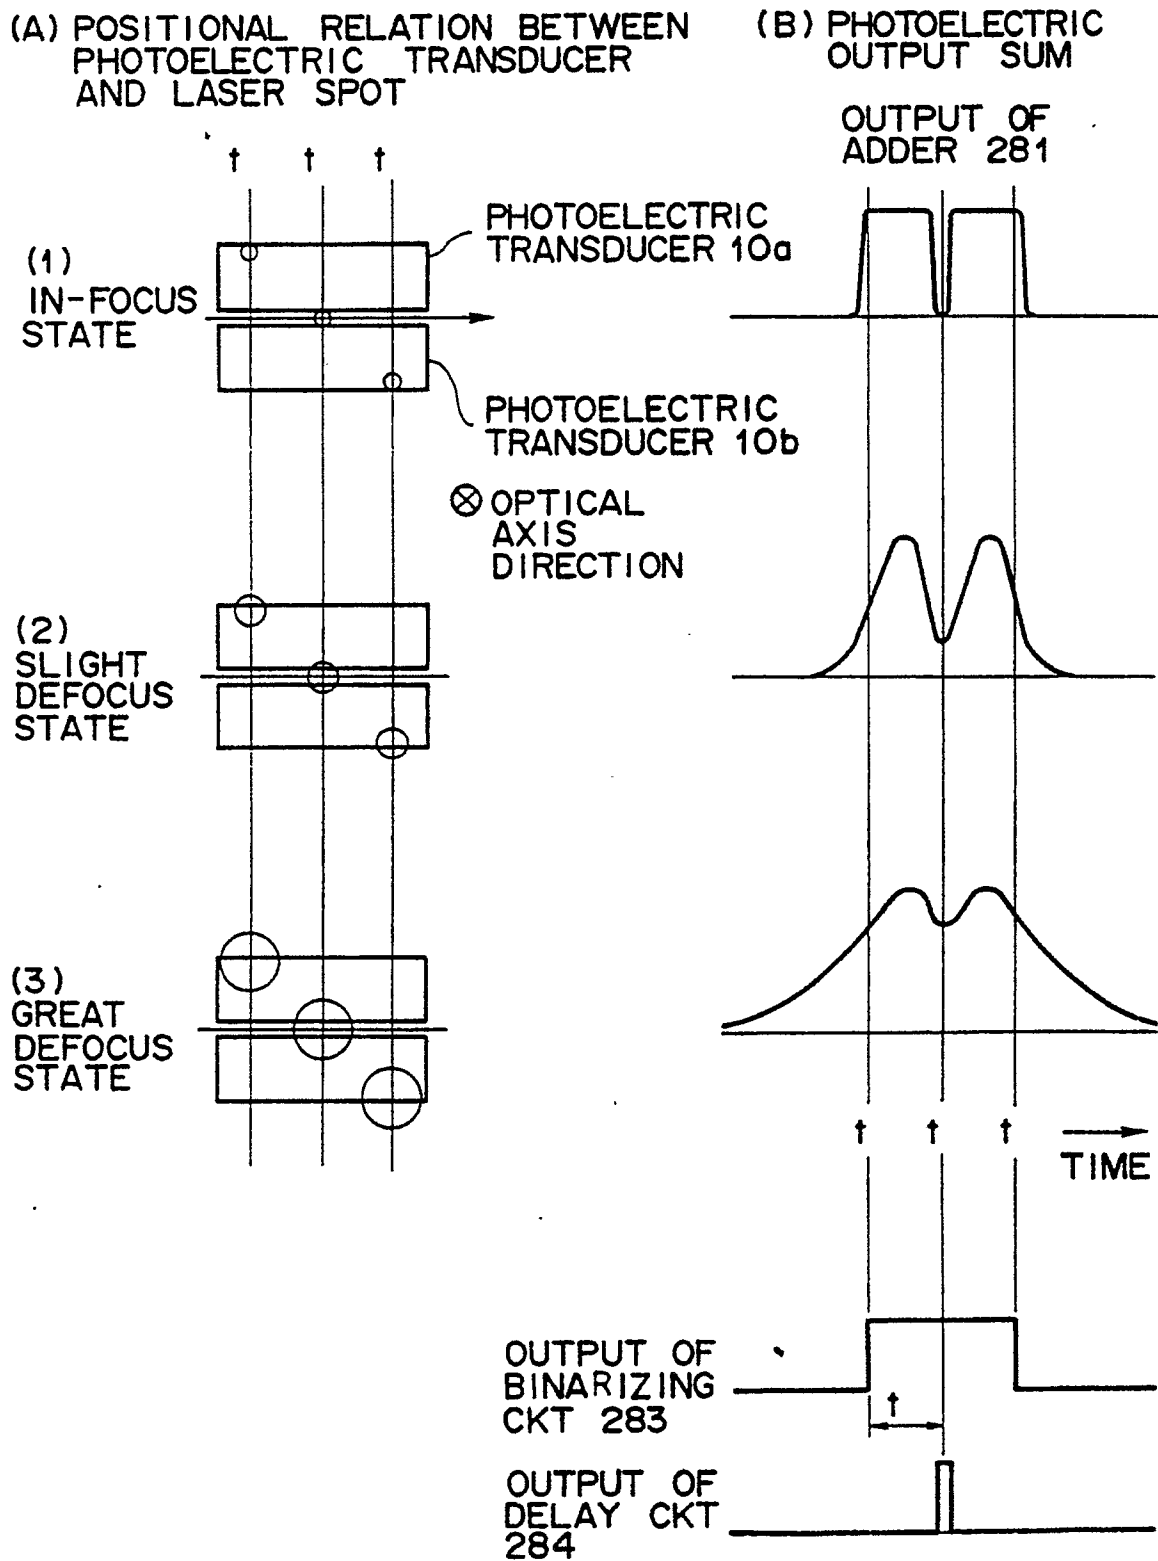 (A) POSITIONAL RELATION BETWEEN
PHOTOELECTRIC TRANSDUCER
AND LASER SPOT
(B) PHOTOELECTRIC
OUTPUT SUM
OUTPUT OF
ADDER 281
t t t
(1)
IN-FOCUS
STATE
PHOTOELECTRIC
TRANSDUCER 10a
PHOTOELECTRIC
TRANSDUCER 10b
OPTICAL
AXIS
DIRECTION
(2)
SLIGHT
DEFOCUS
STATE
(3)
GREAT
DEFOCUS
STATE
t t t
TIME
OUTPUT OF
BINARIZING
CKT 283
t
OUTPUT OF
DELAY CKT
284